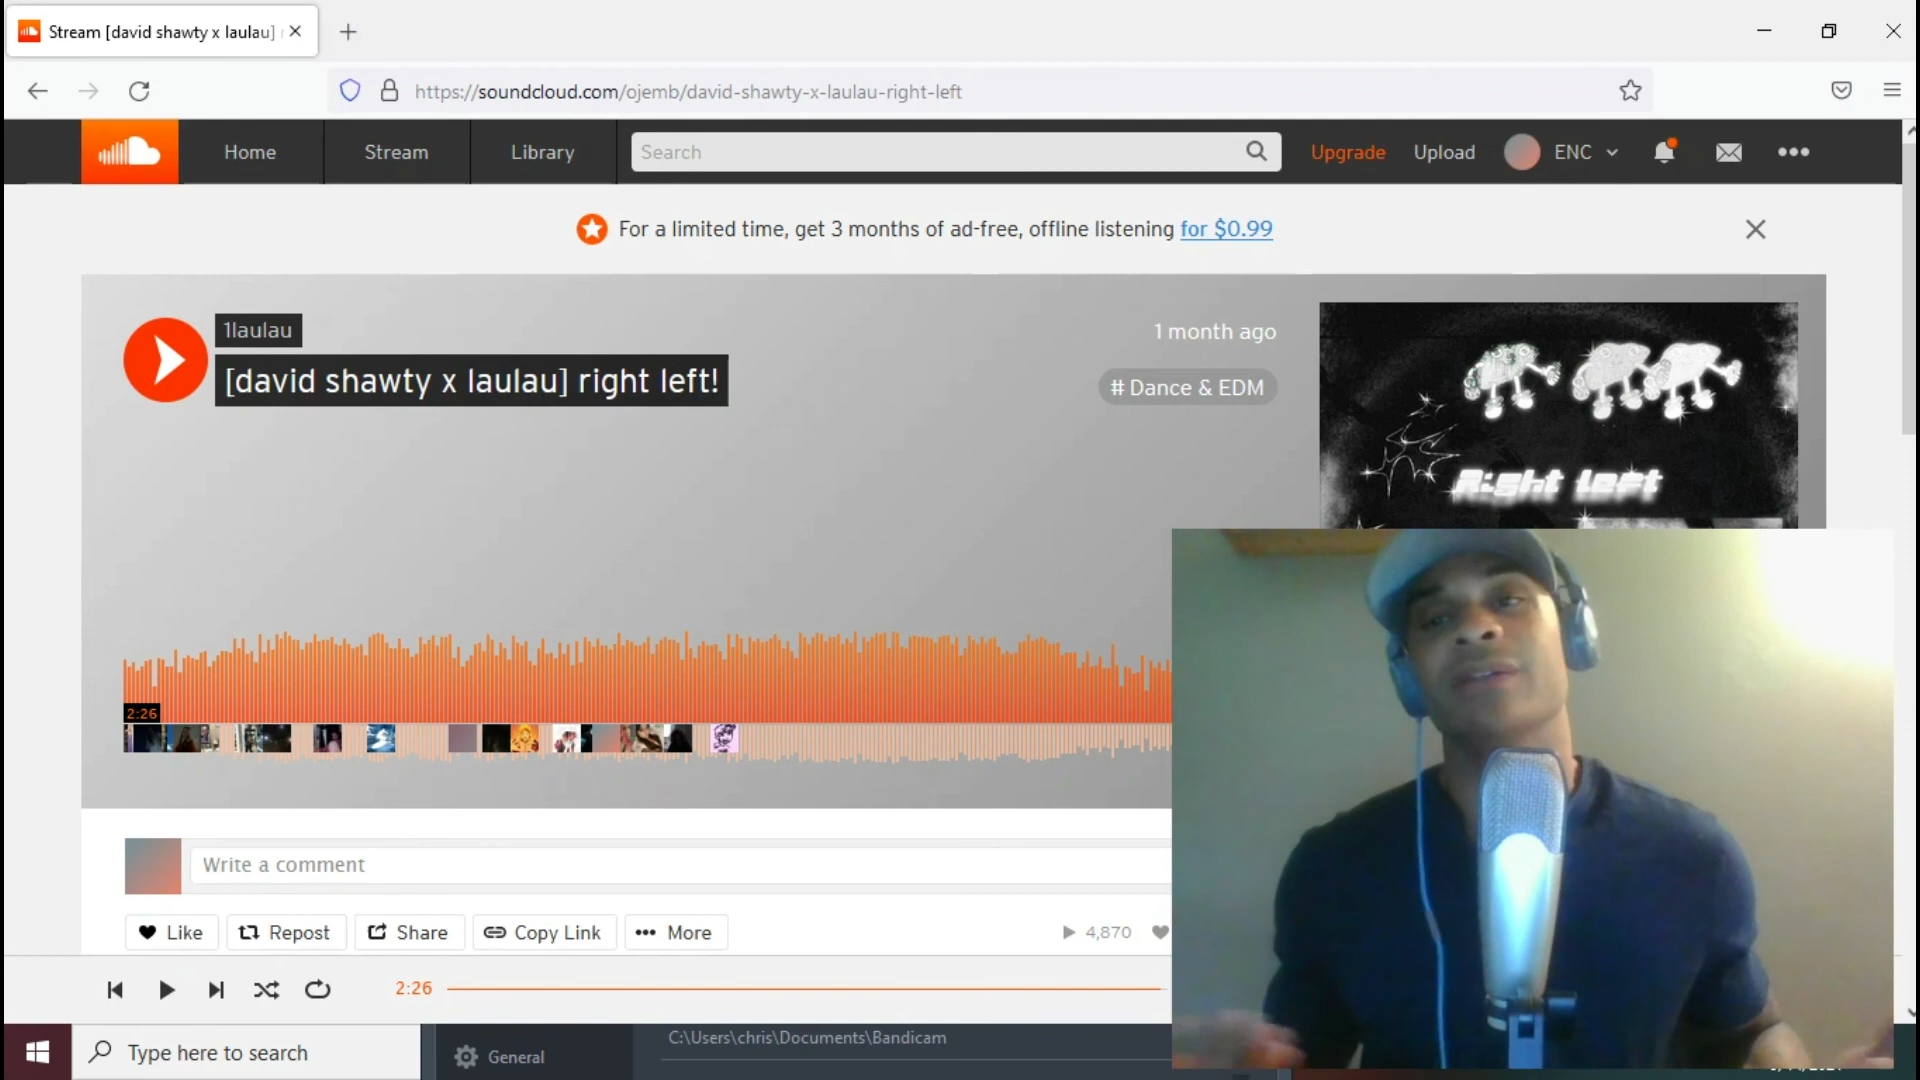 Stream [david shawty x laulau]
https://soundcloud.com/ojemb/david-shawty-x-laulau-right-left
Home
Stream
Library
Search
Upgrade
Upload
ENC
For a limited time, get 3 months of ad-free, offline listening for $0.99
1laulau
1 month ago
[david shawty x laulau] right left!
# Dance & EDM
Right left
2:26
Write a comment
Like
Repost
Share
Copy Link
More
4,870
2:26
Type here to search
General
C:\Users\chris\Documents\Bandicam